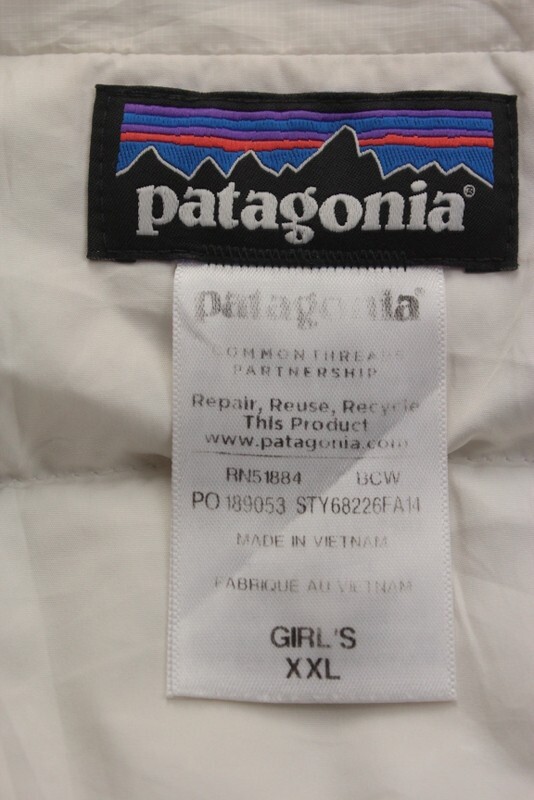 patagonia®
patagonia®
COMMON THREADS
PARTNERSHIP
Repair, Reuse, Recycle
This Product
www.patagonia.com
RN51884 BCW
PO 189053 STY68226FA14
MADE IN VIETNAM
FABRIQUE AU VIETNAM
GIRL'S
XXL